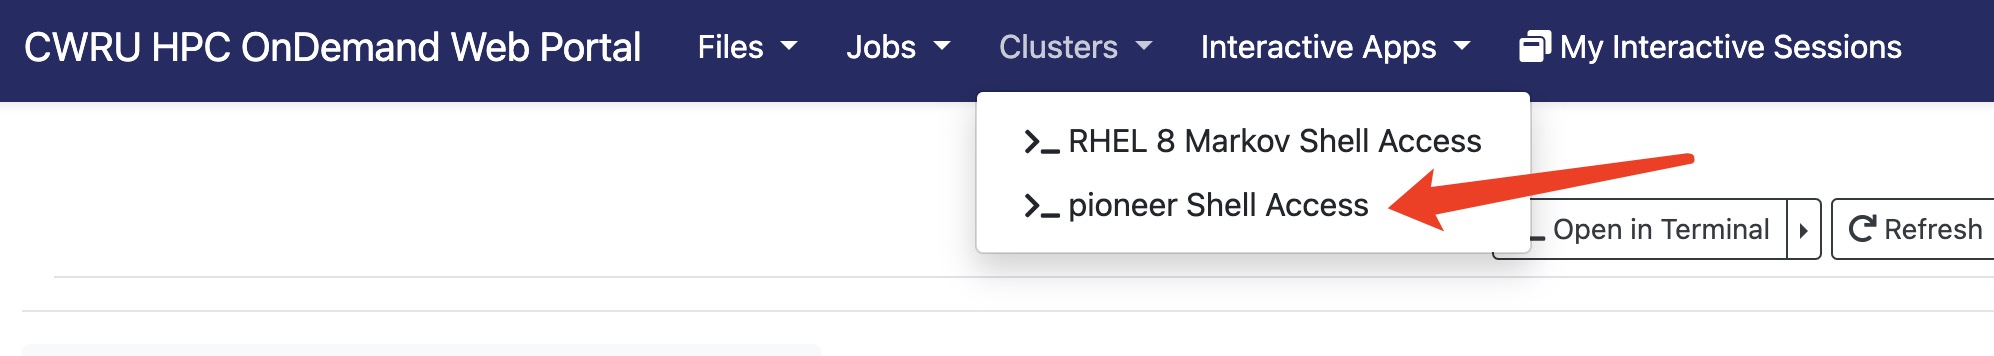 CWRU HPC OnDemand Web Portal Files Jobs Clusters Interactive Apps My Interactive Sessions
>_ RHEL 8 Markov Shell Access
>_ pioneer Shell Access
Open in Terminal Refresh